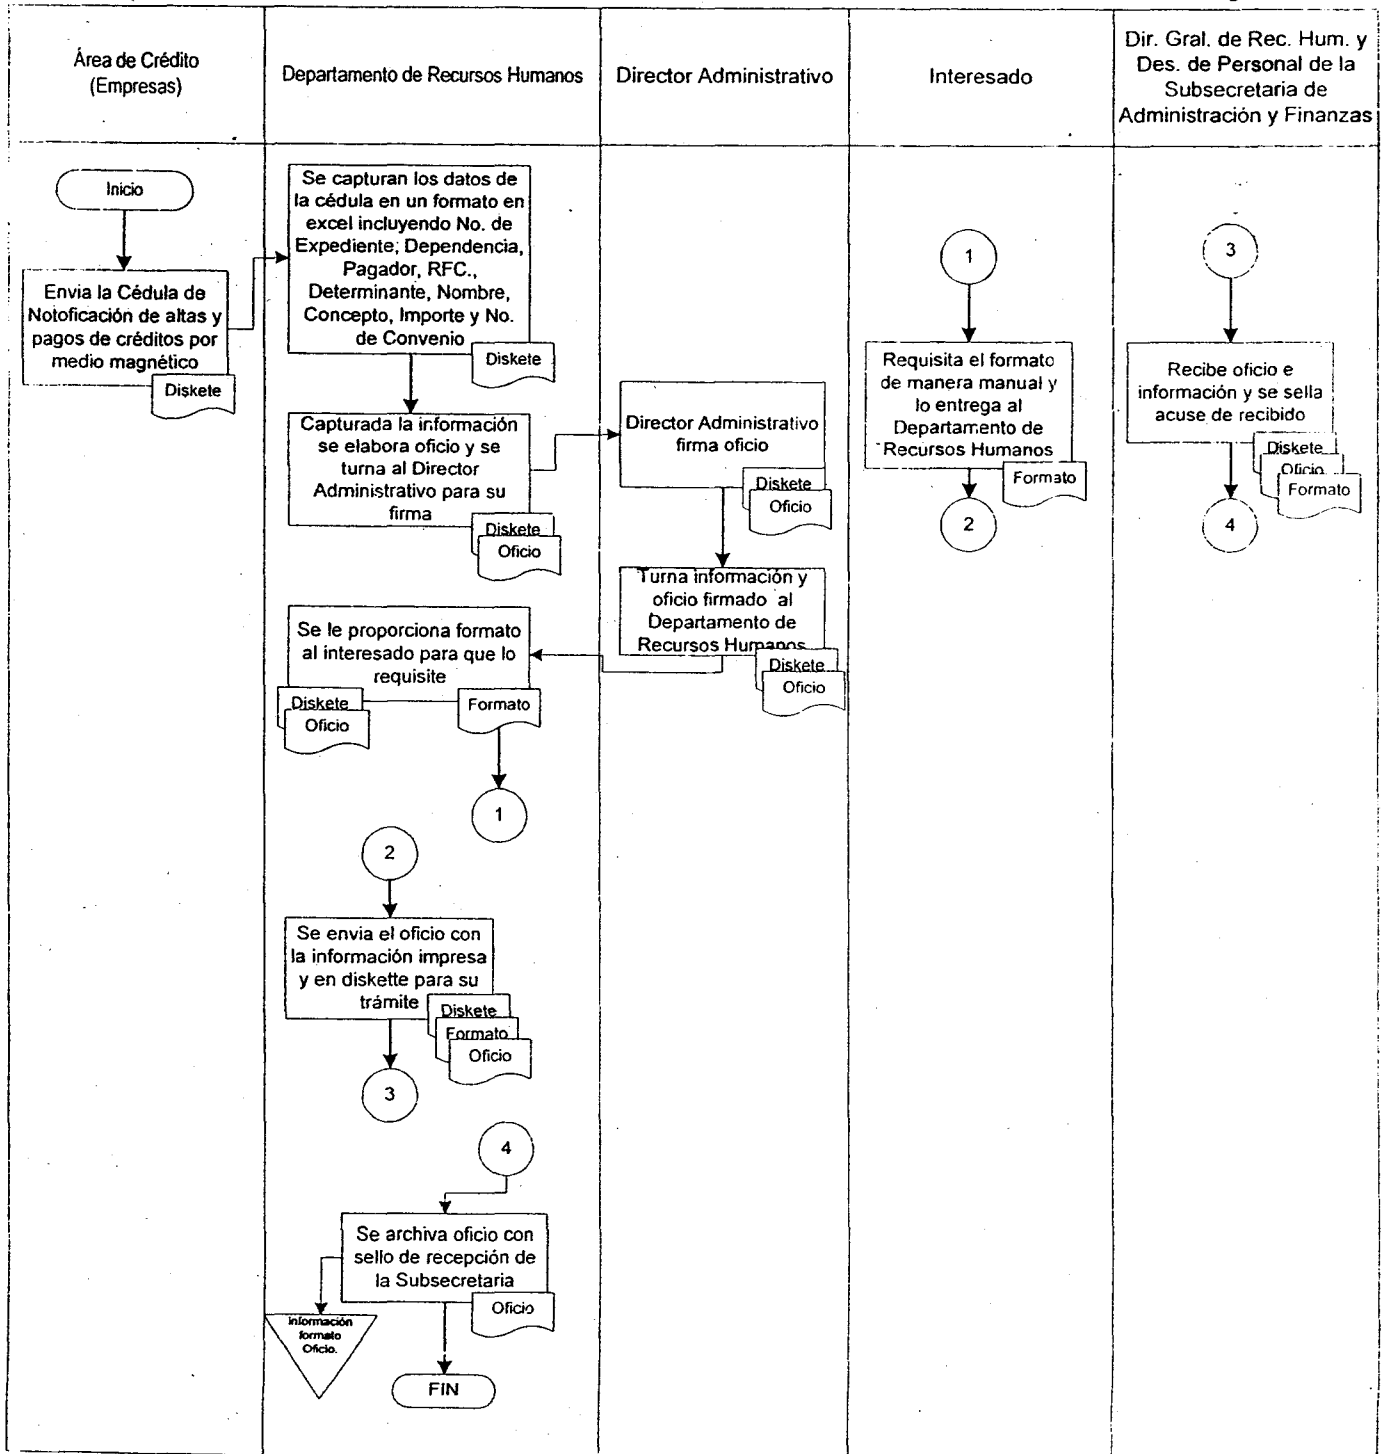 Área de Crédito
(Empresas)
Departamento de Recursos Humanos
Director Administrativo
Interesado
Dir. Gral. de Rec. Hum. y
Des. de Personal de la
Subsecretaria de
Administración y Finanzas
Inicio
Envia la Cédula de
Notoficación de altas y
pagos de créditos por
medio magnético
Diskete
Se capturan los datos de
la cédula en un formato en
excel incluyendo No. de
Expediente; Dependencia,
Pagador, RFC.,
Determinante, Nombre,
Concepto, Importe y No.
de Convenio
Diskete
Capturada la información
se elabora oficio y se
turna al Director
Administrativo para su
firma
Diskete
Oficio
Se le proporciona formato
al interesado para que lo
requisite
Diskete
Oficio
Formato
1
2
Se envia el oficio con
la información impresa
y en diskette para su
trámite
Diskete
Formato
Oficio
3
4
Se archiva oficio con
sello de recepción de
la Subsecretaria
Oficio
información
formato
Oficio.
FIN
Director Administrativo
firma oficio
Diskete
Oficio
Turna información y
oficio firmado al
Departamento de
Recursos Humanos
Diskete
Oficio
1
Requisita el formato
de manera manual y
lo entrega al
Departamento de
Recursos Humanos
Formato
2
3
Recibe oficio e
información y se sella
acuse de recibido
Diskete
Oficio
Formato
4